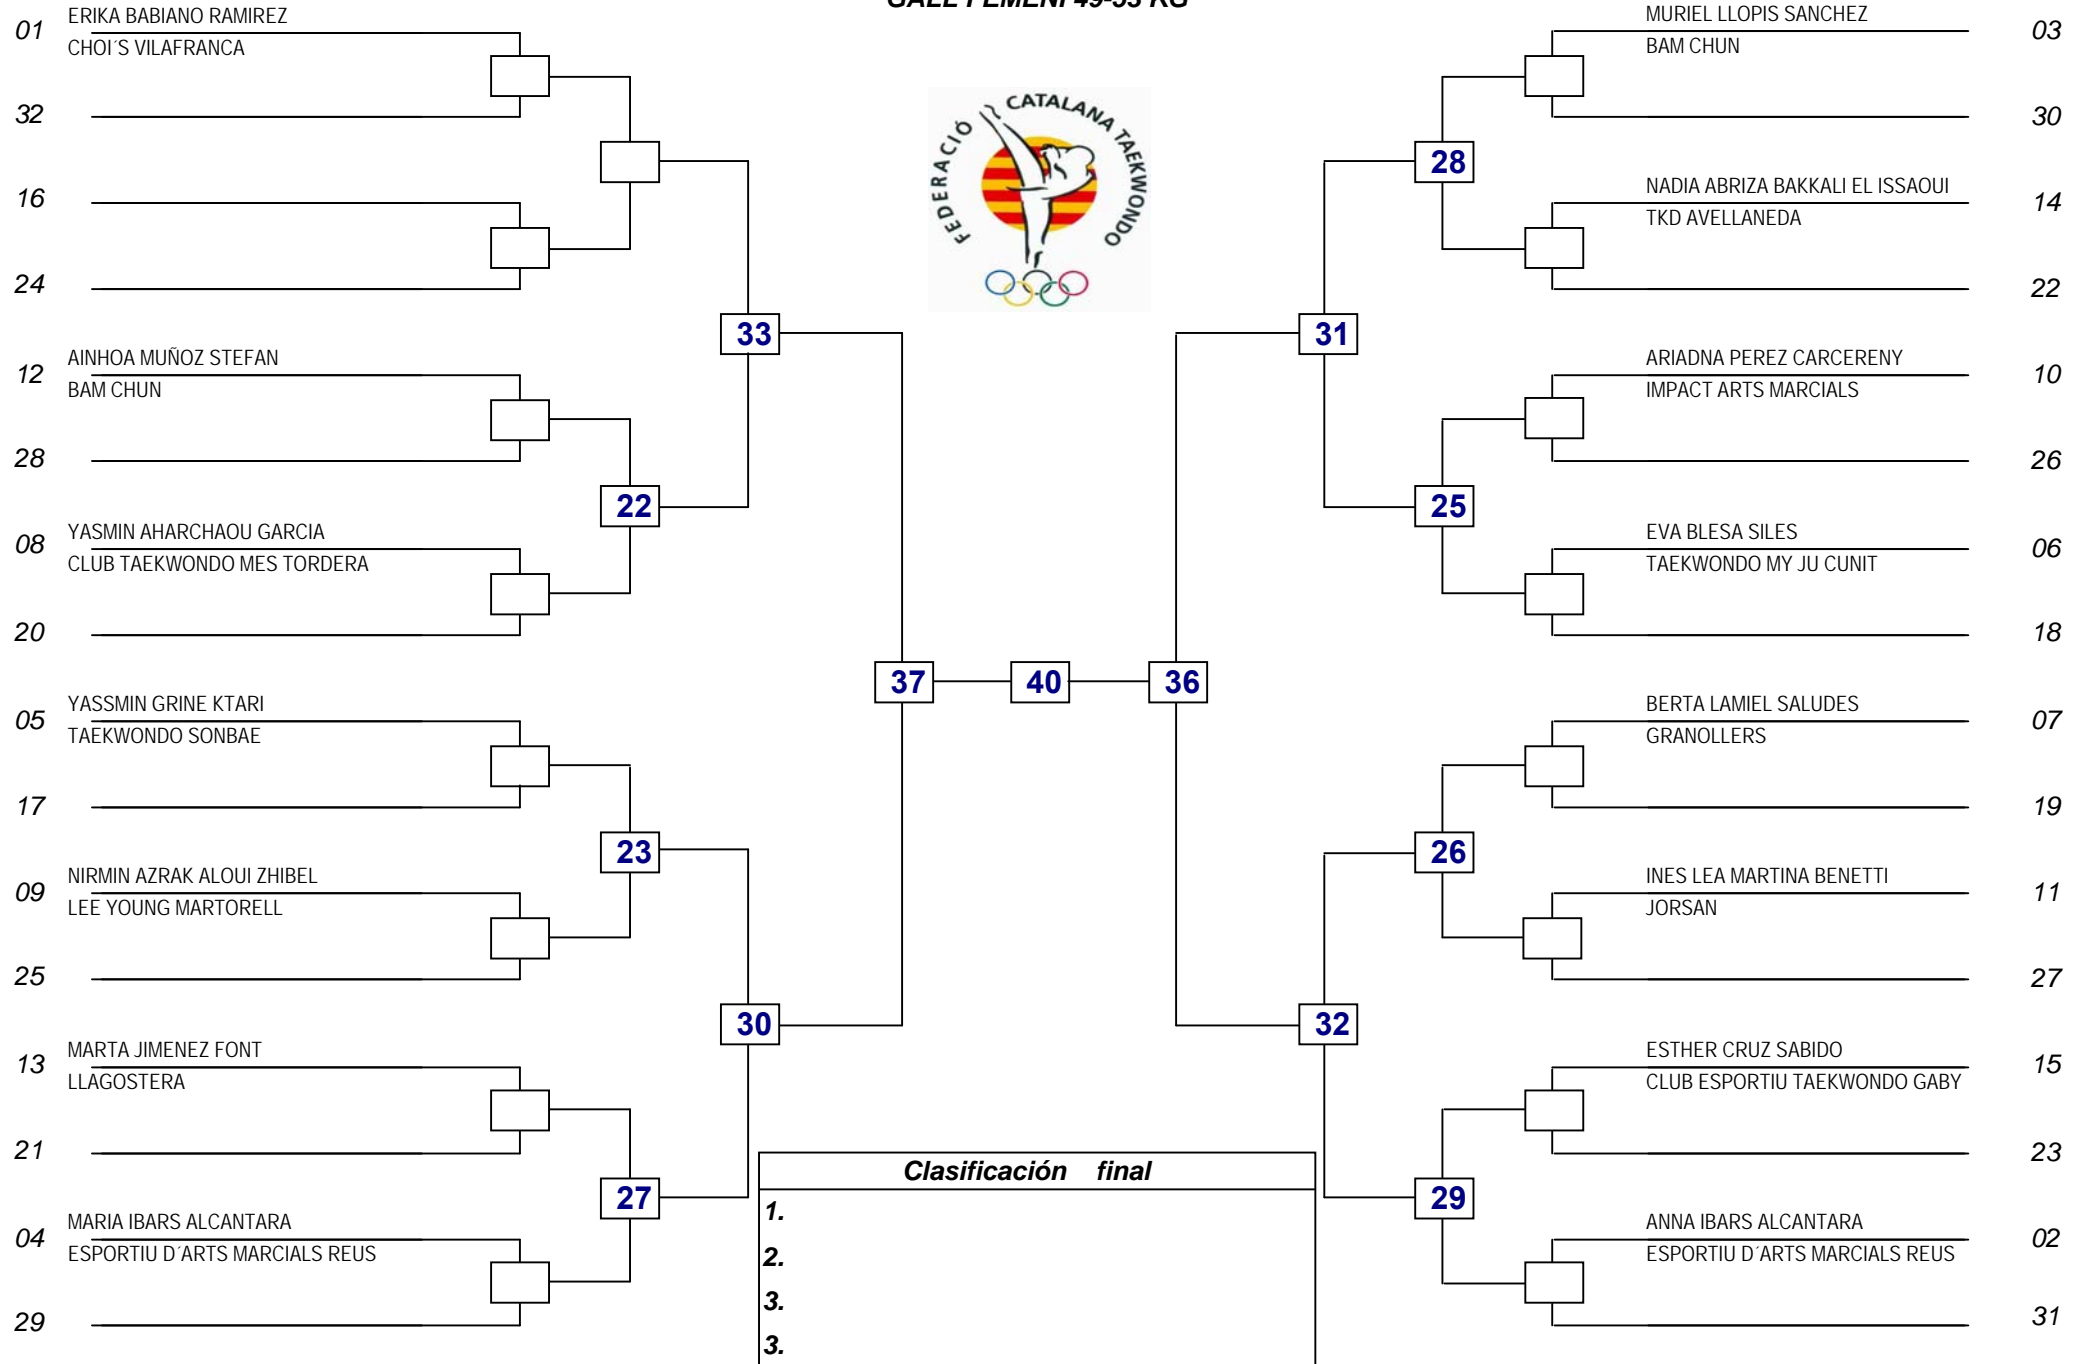 GALL FEMENI 49-53 KG
01 ERIKA BABIANO RAMIREZ
CHOI´S VILAFRANCA
32
16
24
12 AINHOA MUÑOZ STEFAN
BAM CHUN
28
08 YASMIN AHARCHAOU GARCIA
CLUB TAEKWONDO MES TORDERA
20
05 YASSMIN GRINE KTARI
TAEKWONDO SONBAE
17
09 NIRMIN AZRAK ALOUI ZHIBEL
LEE YOUNG MARTORELL
25
13 MARTA JIMENEZ FONT
LLAGOSTERA
21
04 MARIA IBARS ALCANTARA
ESPORTIU D´ARTS MARCIALS REUS
29
33
22
23
30
27
37
40
36
FEDERACIÓ CATALANA TAEKWONDO
28
31
25
26
32
29
MURIEL LLOPIS SANCHEZ 03
BAM CHUN
30
NADIA ABRIZA BAKKALI EL ISSAOUI 14
TKD AVELLANEDA
22
ARIADNA PEREZ CARCERENY 10
IMPACT ARTS MARCIALS
26
EVA BLESA SILES 06
TAEKWONDO MY JU CUNIT
18
BERTA LAMIEL SALUDES 07
GRANOLLERS
19
INES LEA MARTINA BENETTI 11
JORSAN
27
ESTHER CRUZ SABIDO 15
CLUB ESPORTIU TAEKWONDO GABY
23
ANNA IBARS ALCANTARA 02
ESPORTIU D´ARTS MARCIALS REUS
31
Clasificación final
1.
2.
3.
3.